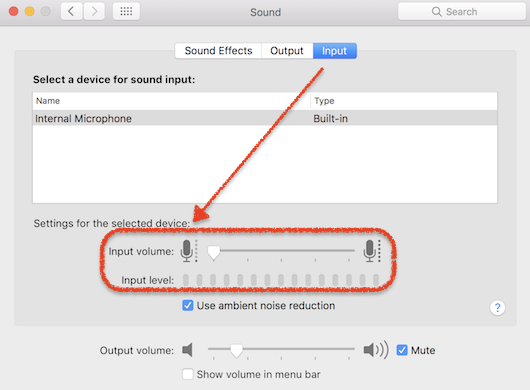 Sound
Search
Sound Effects Output Input
Select a device for sound input:
Name Type
Internal Microphone Built-in
Settings for the selected device:
Input volume:
Input level:
Use ambient noise reduction
?
Output volume: Mute
Show volume in menu bar